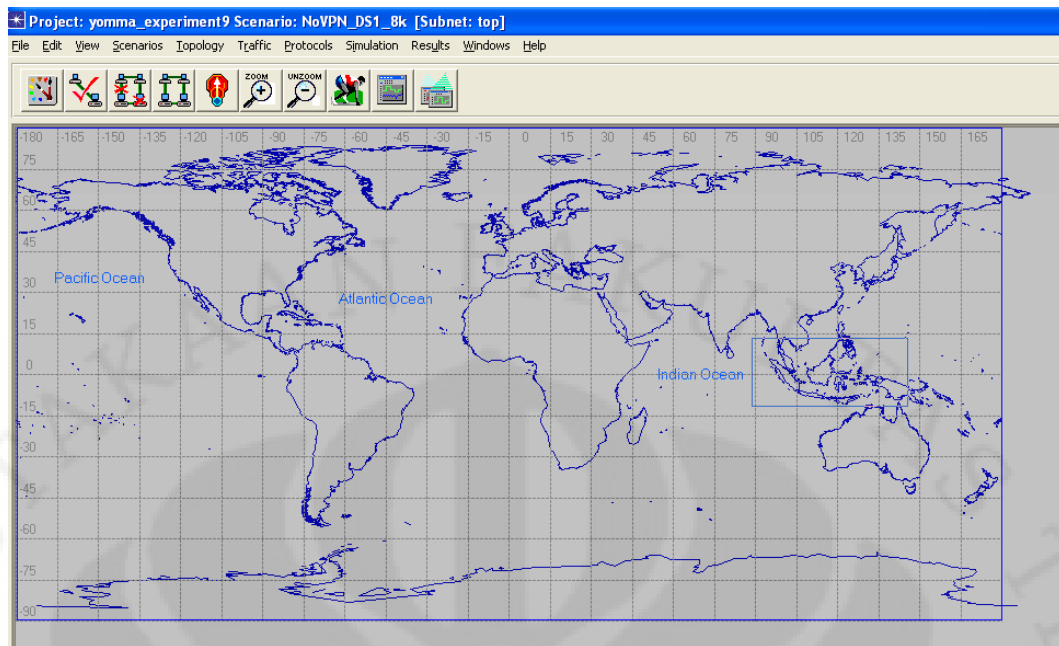 Project: yomma_experiment9 Scenario: NoVPN_DS1_8k [Subnet: top]
File Edit View Scenarios Topology Traffic Protocols Simulation Results Windows Help
ZOOM UNZOOM
-180 -165 -150 -135 -120 -105 -90 -75 -60 -45 -30 -15 0 15 30 45 60 75 90 105 120 135 150 165
75
60
45
Pacific Ocean
30
Atlantic Ocean
15
0
Indian Ocean
-15
-30
-45
-60
-75
-90